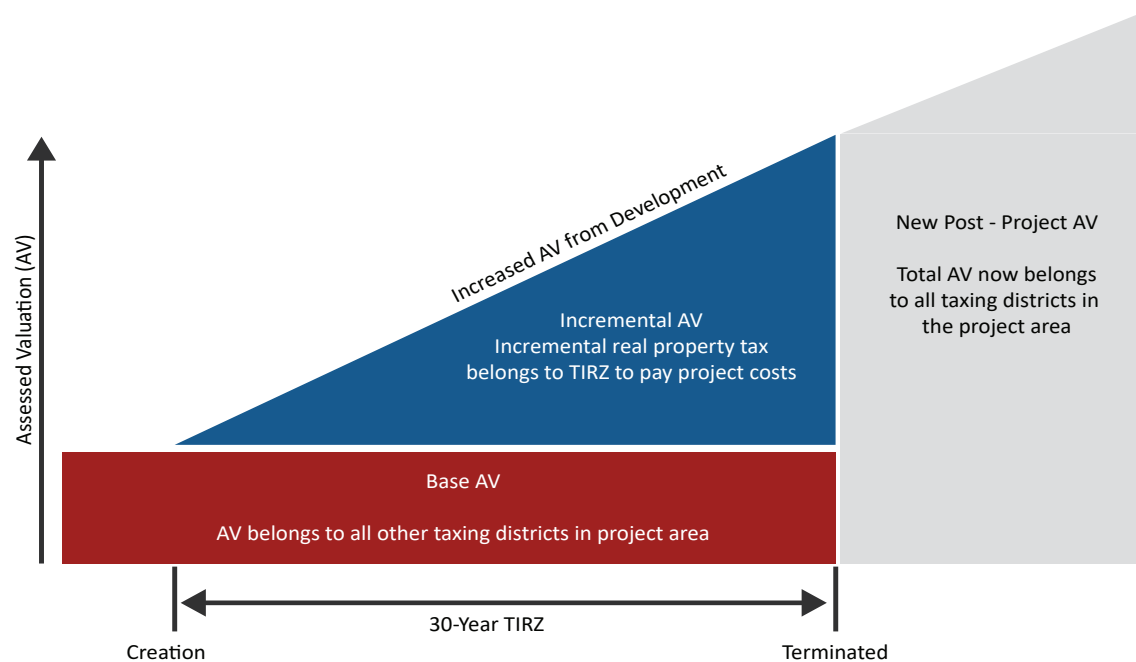 Assessed Valuation (AV)
Increased AV from Development
Incremental AV
Incremental real property tax
belongs to TIRZ to pay project costs
New Post - Project AV
Total AV now belongs
to all taxing districts in
the project area
Base AV
AV belongs to all other taxing districts in project area
30-Year TIRZ
Creation
Terminated